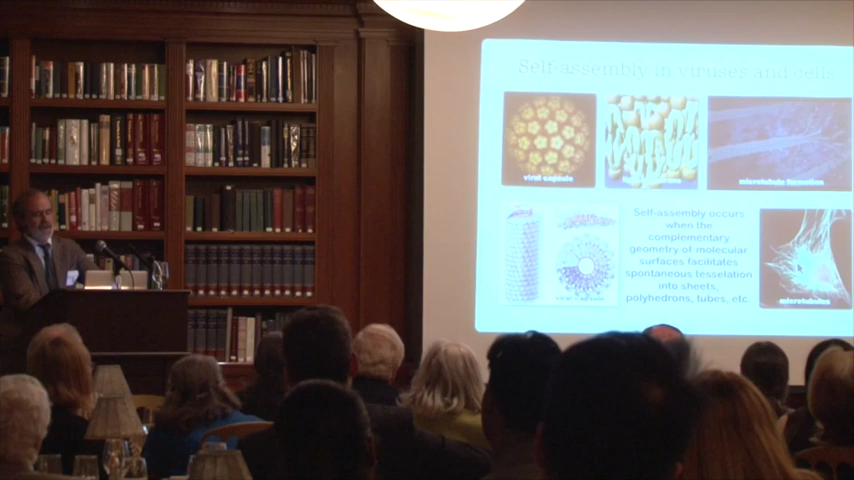 Self-assembly in viruses and cells
viral capsule
microtubule formation
Self-assembly occurs
when the
complementary
geometry of molecular
surfaces facilitates
spontaneous tesselation
into sheets,
polyhedrons, tubes, etc.
microtubules